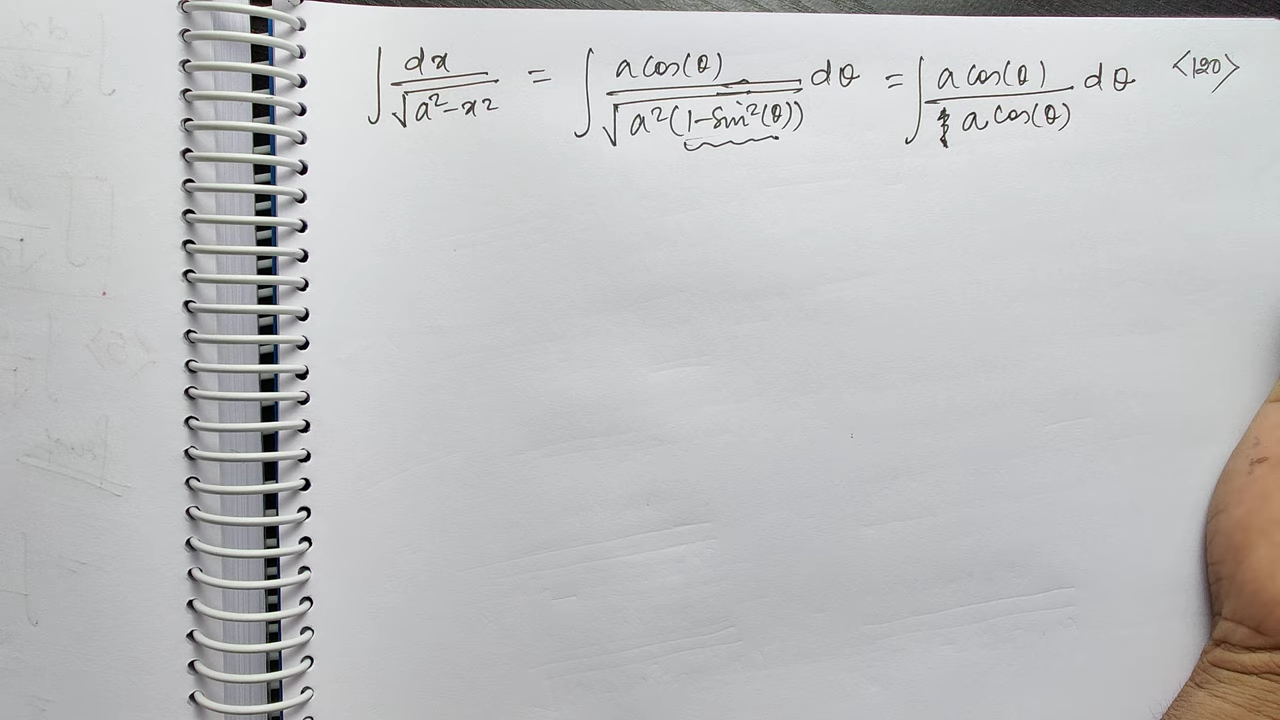 ∫ dx / √(a² - x²) = ∫ a cos(θ) / √(a²(1 - sin²(θ))) dθ = ∫ a cos(θ) / a cos(θ) dθ ⟨120⟩